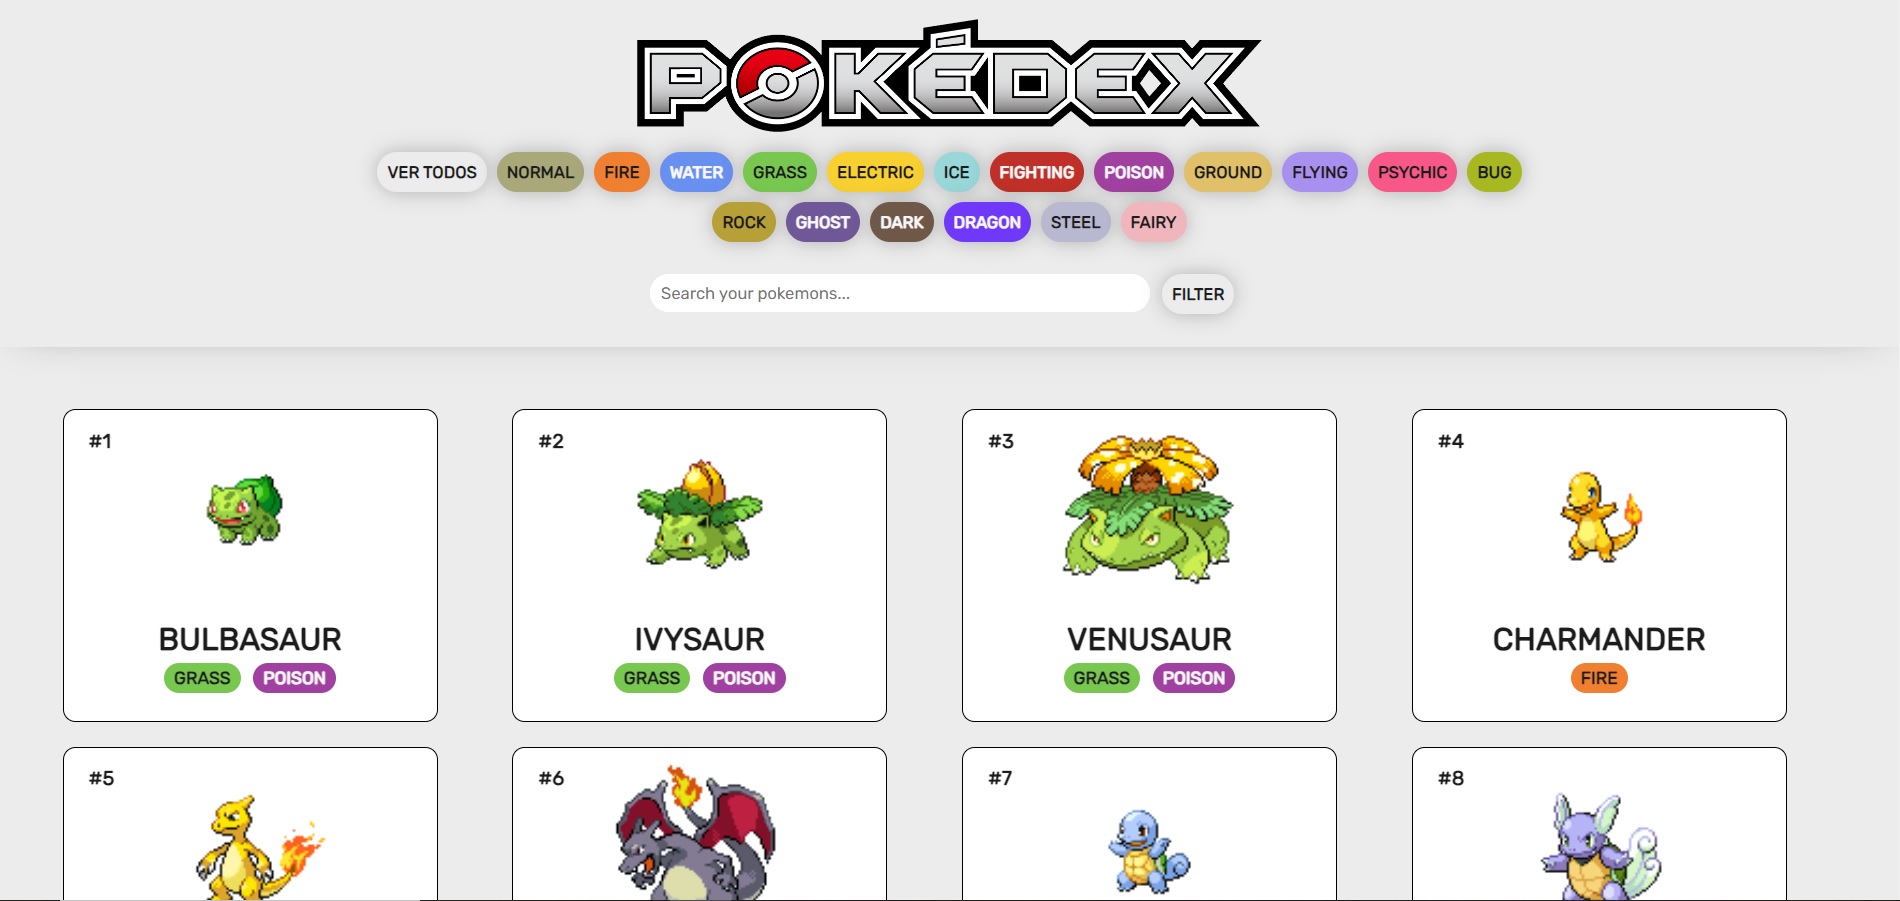 POKÉDEX
VER TODOS NORMAL FIRE WATER GRASS ELECTRIC ICE FIGHTING POISON GROUND FLYING PSYCHIC BUG
ROCK GHOST DARK DRAGON STEEL FAIRY
Search your pokemons... FILTER
#1 #2 #3 #4
BULBASAUR IVYSAUR VENUSAUR CHARMANDER
GRASS POISON GRASS POISON GRASS POISON FIRE
#5 #6 #7 #8